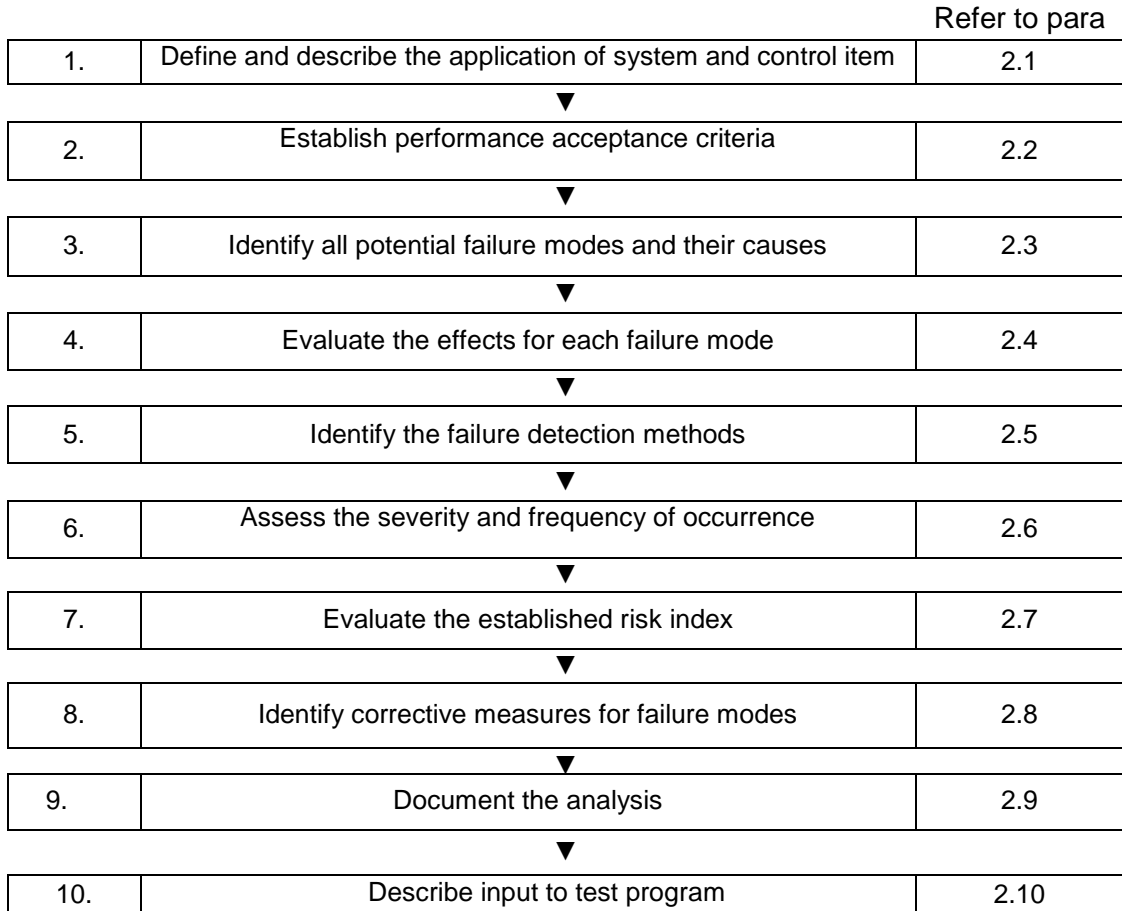 Refer to para
1. Define and describe the application of system and control item 2.1
▼
2. Establish performance acceptance criteria 2.2
▼
3. Identify all potential failure modes and their causes 2.3
▼
4. Evaluate the effects for each failure mode 2.4
▼
5. Identify the failure detection methods 2.5
▼
6. Assess the severity and frequency of occurrence 2.6
▼
7. Evaluate the established risk index 2.7
▼
8. Identify corrective measures for failure modes 2.8
▼
9. Document the analysis 2.9
▼
10. Describe input to test program 2.10